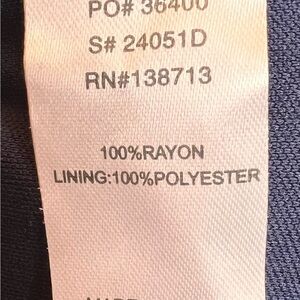 PO# 36400
S# 24051D
RN#138713
100%RAYON
LINING:100%POLYESTER